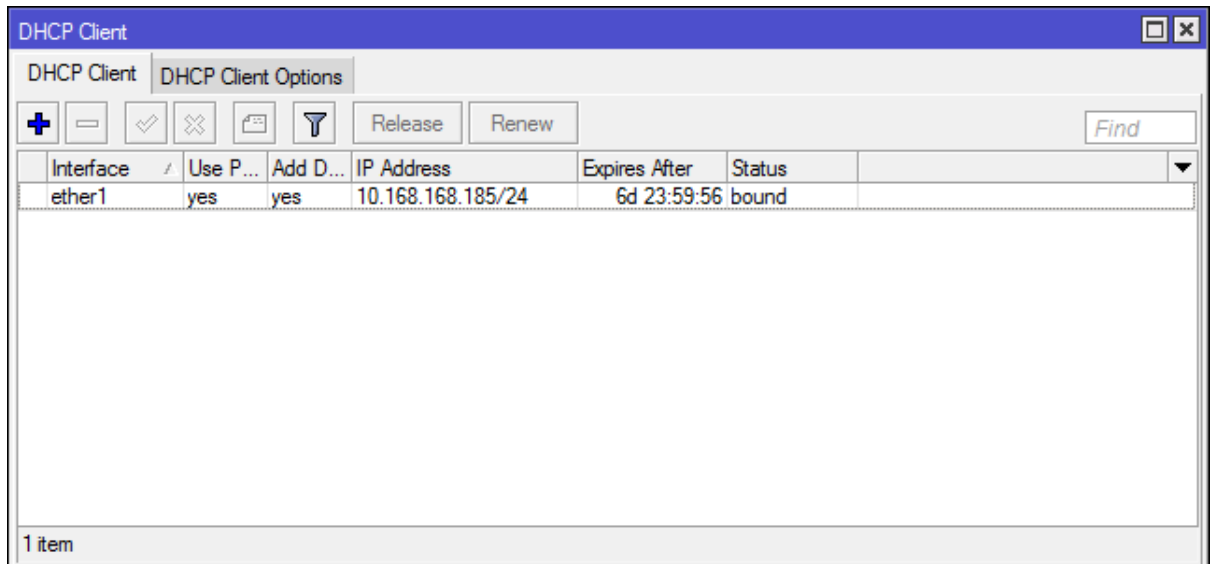 DHCP Client
DHCP Client DHCP Client Options
Release Renew Find
Interface Use P... Add D... IP Address Expires After Status
ether1 yes yes 10.168.168.185/24 6d 23:59:56 bound
1 item